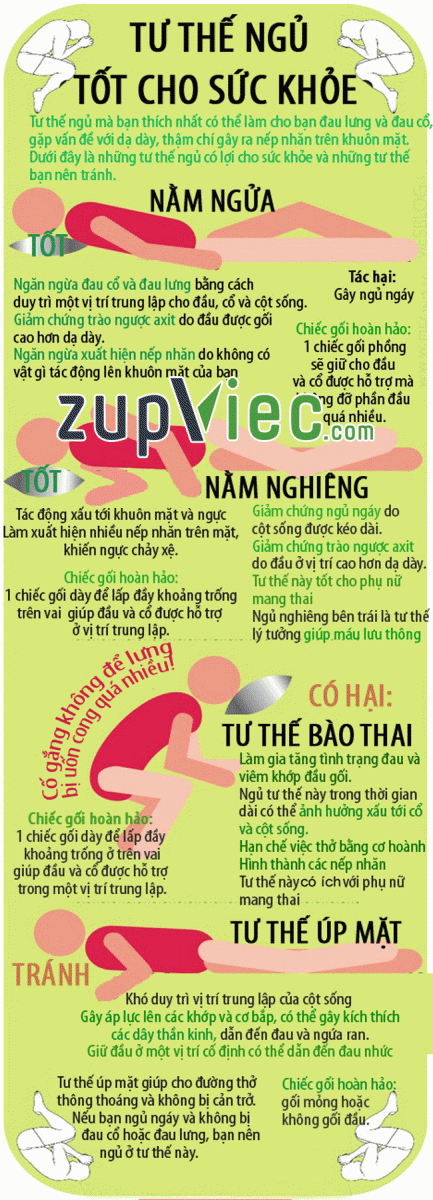 TƯ THẾ NGỦ
TỐT CHO SỨC KHỎE
Tư thế ngủ mà bạn thích nhất có thể làm cho bạn đau lưng và đau cổ,
gặp vấn đề với dạ dày, thậm chí gây ra nếp nhăn trên khuôn mặt.
Dưới đây là những tư thế ngủ có lợi cho sức khỏe và những tư thế
bạn nên tránh.
NẰM NGỬA
TỐT
Ngăn ngừa đau cổ và đau lưng bằng cách
duy trì một vị trí trung lập cho đầu, cổ và cột sống.
Giảm chứng trào ngược axit do đầu được gối
cao hơn dạ dày.
Ngăn ngừa xuất hiện nếp nhăn do không có
vật gì tác động lên khuôn mặt của bạn
Tác hại:
Gây ngủ ngáy
Chiếc gối hoàn hảo:
1 chiếc gối phồng
sẽ giữ cho đầu
và cổ được hỗ trợ mà
đỡ phần đầu
quá nhiều.
zupViec.com
TỐT
NẰM NGHIÊNG
Tác động xấu tới khuôn mặt và ngực
Làm xuất hiện nhiều nếp nhăn trên mặt,
khiến ngực chảy xệ.
Chiếc gối hoàn hảo:
1 chiếc gối dày để lấp đầy khoảng trống
trên vai giúp đầu và cổ được hỗ trợ
ở vị trí trung lập.
Giảm chứng ngủ ngáy do
cột sống được kéo dài.
Giảm chứng trào ngược axit
do đầu ở vị trí cao hơn dạ dày.
Tư thế này tốt cho phụ nữ
mang thai
Ngủ nghiêng bên trái là tư thế
lý tưởng giúp máu lưu thông
Cố gắng không để lưng
bị uốn cong quá nhiều!
CÓ HẠI:
TƯ THẾ BÀO THAI
Làm gia tăng tình trạng đau và
viêm khớp đầu gối.
Ngủ tư thế này trong thời gian
dài có thể ảnh hưởng xấu tới cổ
và cột sống.
Hạn chế việc thở bằng cơ hoành
Hình thành các nếp nhăn
Tư thế này có ích với phụ nữ
mang thai
Chiếc gối hoàn hảo:
1 chiếc gối dày để lấp đầy
khoảng trống ở trên vai
giúp đầu và cổ được hỗ trợ
trong một vị trí trung lập.
TƯ THẾ ÚP MẶT
TRÁNH
Khó duy trì vị trí trung lập của cột sống
Gây áp lực lên các khớp và cơ bắp, có thể gây kích thích
các dây thần kinh, dẫn đến đau và ngứa ran.
Giữ đầu ở một vị trí cố định có thể dẫn đến đau nhức
Tư thế úp mặt giúp cho đường thở
thông thoáng và không bị cản trở.
Nếu bạn ngủ ngáy và không bị
đau cổ hoặc đau lưng, bạn nên
ngủ ở tư thế này.
Chiếc gối hoàn hảo:
gối mỏng hoặc
không gối đầu.